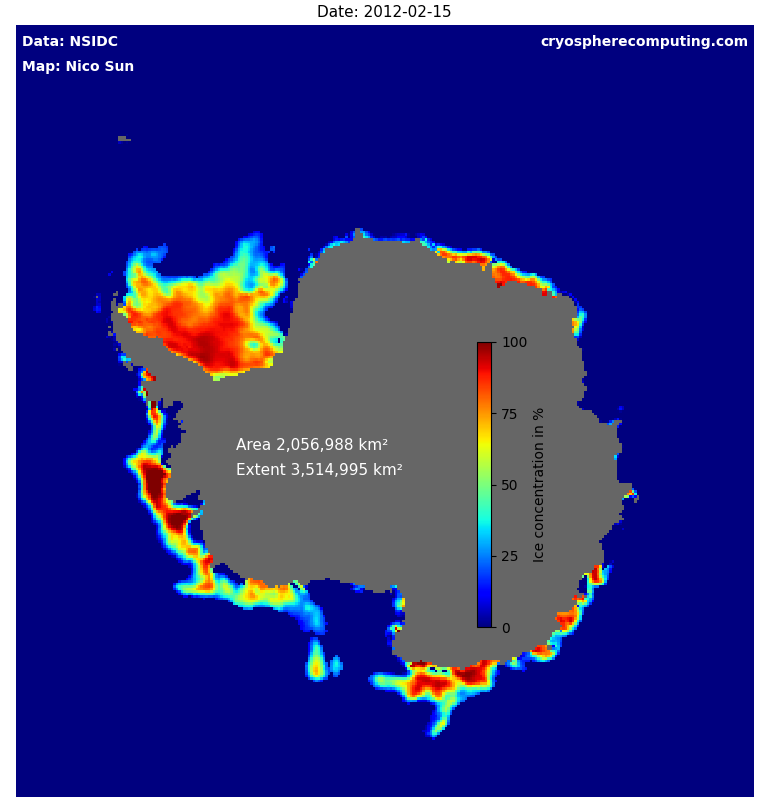 Date: 2012-02-15
Data: NSIDC
cryospherecomputing.com
Map: Nico Sun
Area 2,056,988 km²
Extent 3,514,995 km²
100
75
50
25
0
Ice concentration in %